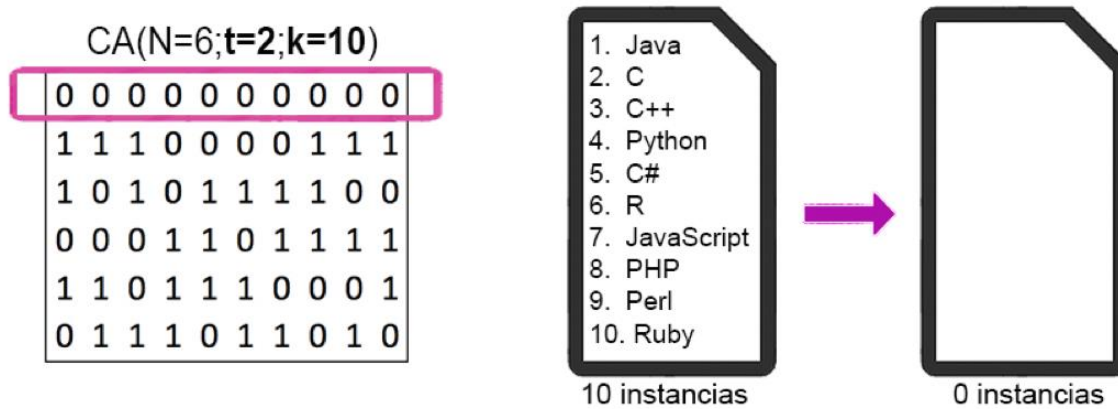 CA(N=6;t=2;k=10)
0 0 0 0 0 0 0 0 0 0
1 1 1 0 0 0 0 1 1 1
1 0 1 0 1 1 1 1 0 0
0 0 0 1 1 0 1 1 1 1
1 1 0 1 1 1 0 0 0 1
0 1 1 1 0 1 1 0 1 0
1. Java
2. C
3. C++
4. Python
5. C#
6. R
7. JavaScript
8. PHP
9. Perl
10. Ruby
10 instancias
0 instancias